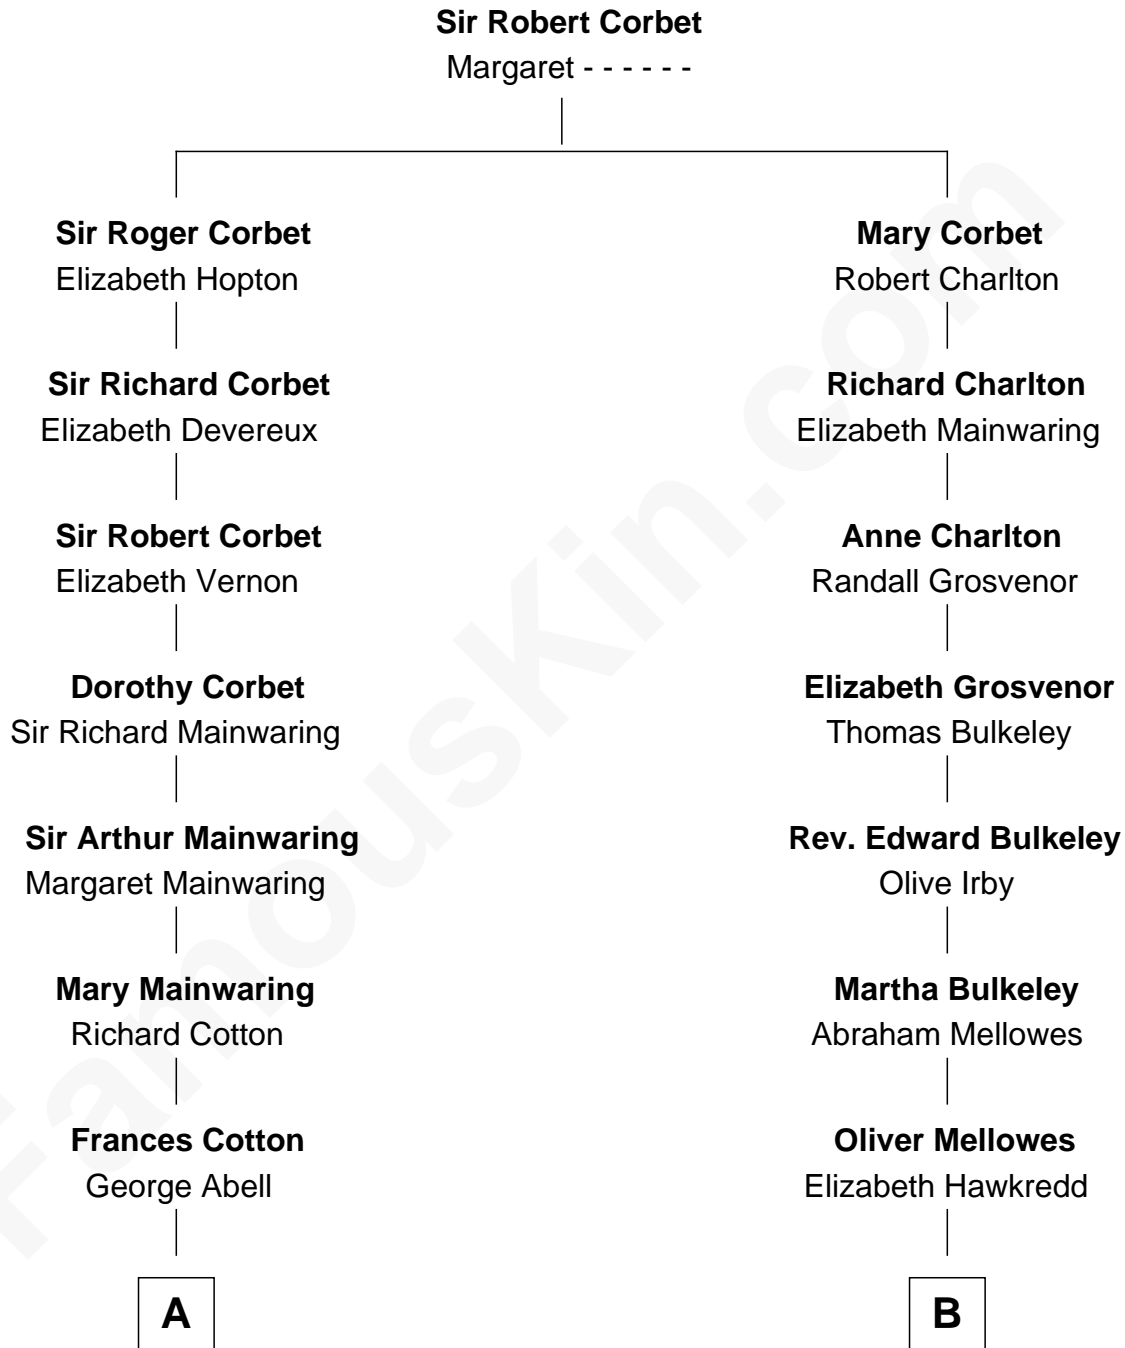 Sir Robert Corbet
Margaret - - - - - -
Sir Roger Corbet
Elizabeth Hopton
Mary Corbet
Robert Charlton
Sir Richard Corbet
Elizabeth Devereux
Richard Charlton
Elizabeth Mainwaring
Sir Robert Corbet
Elizabeth Vernon
Anne Charlton
Randall Grosvenor
Dorothy Corbet
Sir Richard Mainwaring
Elizabeth Grosvenor
Thomas Bulkeley
Sir Arthur Mainwaring
Margaret Mainwaring
Rev. Edward Bulkeley
Olive Irby
Mary Mainwaring
Richard Cotton
Martha Bulkeley
Abraham Mellowes
Frances Cotton
George Abell
Oliver Mellowes
Elizabeth Hawkredd
A
B
FamousKin.com